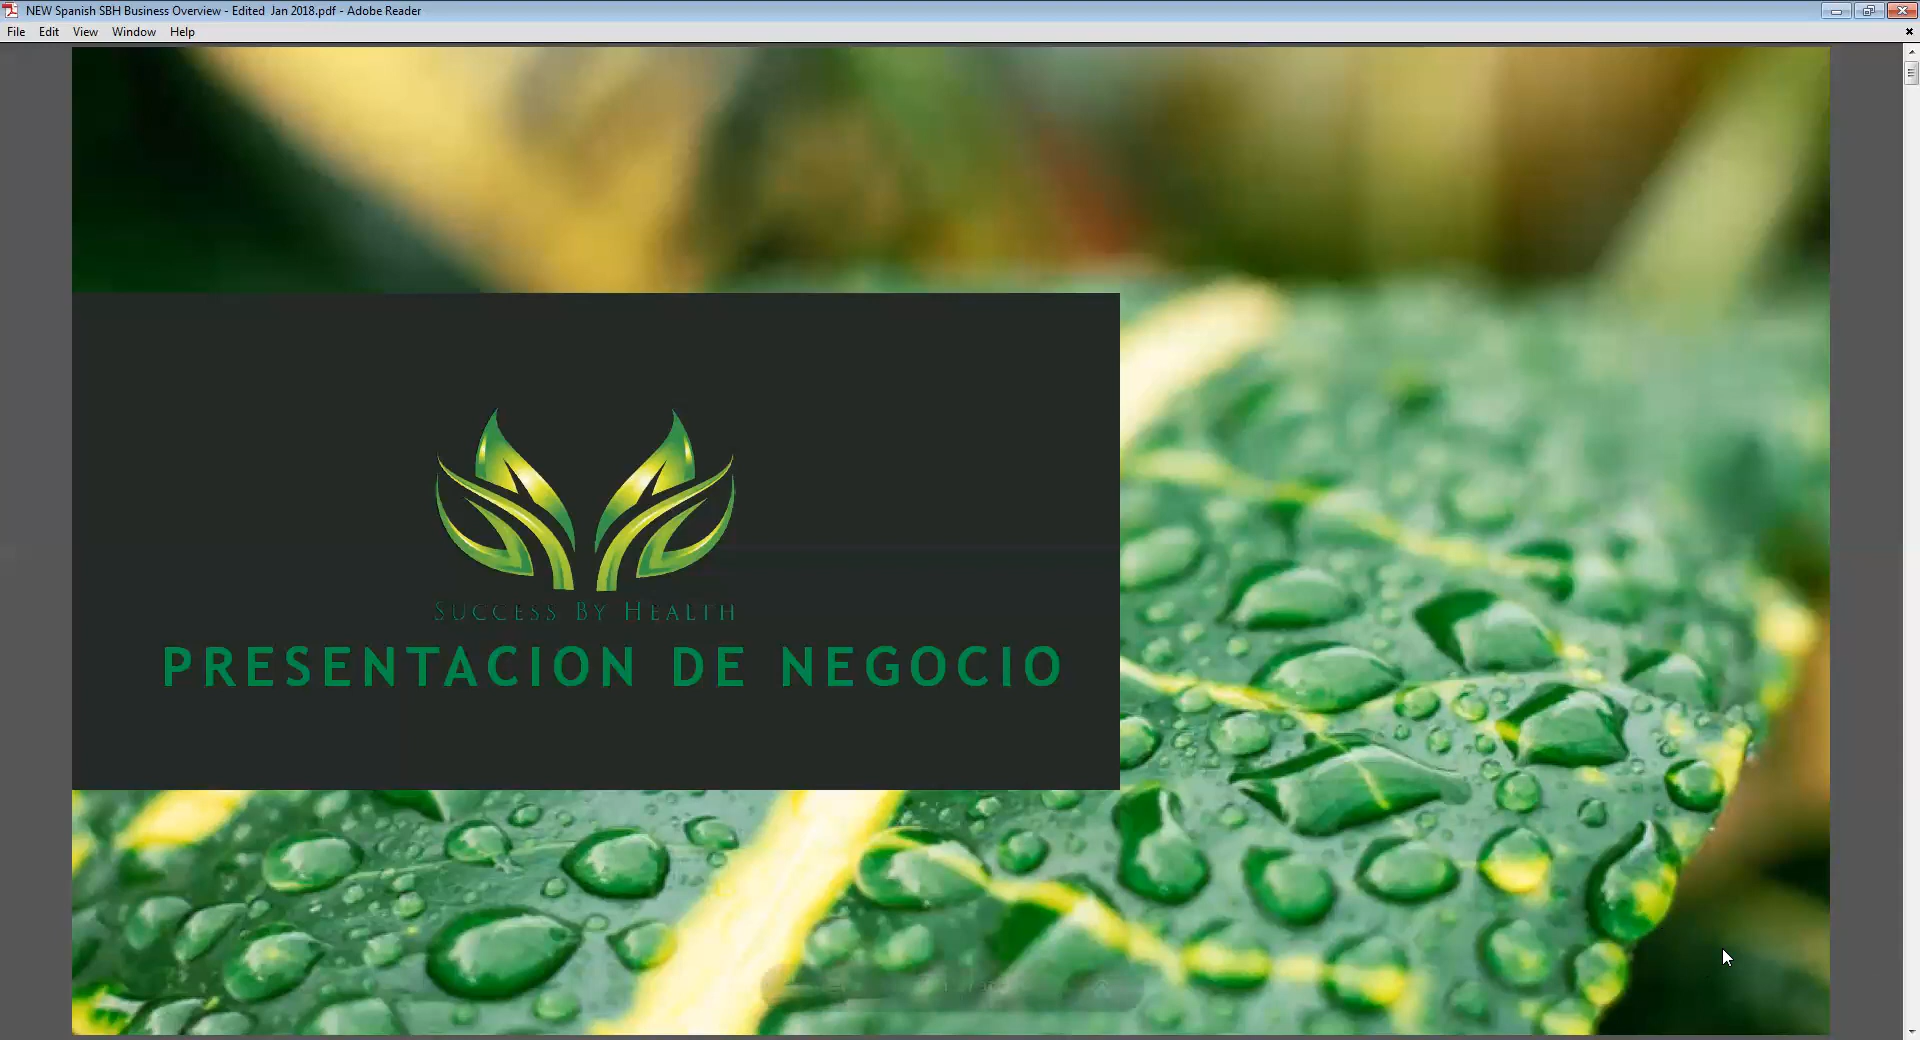 NEW Spanish SBH Business Overview - Edited  Jan 2018.pdf - Adobe Reader
File Edit View Window Help
SUCCESS BY HEALTH
PRESENTACION DE NEGOCIO